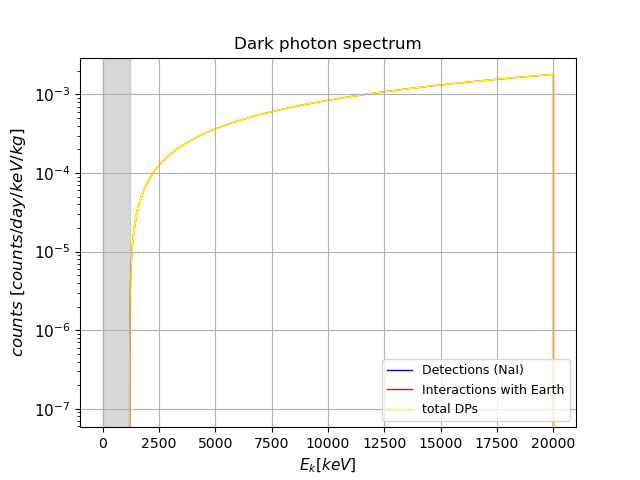 Dark photon spectrum
10⁻³
10⁻⁴
10⁻⁵
10⁻⁶
10⁻⁷
counts [counts/day/keV/kg]
Detections (NaI)
Interactions with Earth
total DPs
0 2500 5000 7500 10000 12500 15000 17500 20000
E_k[keV]